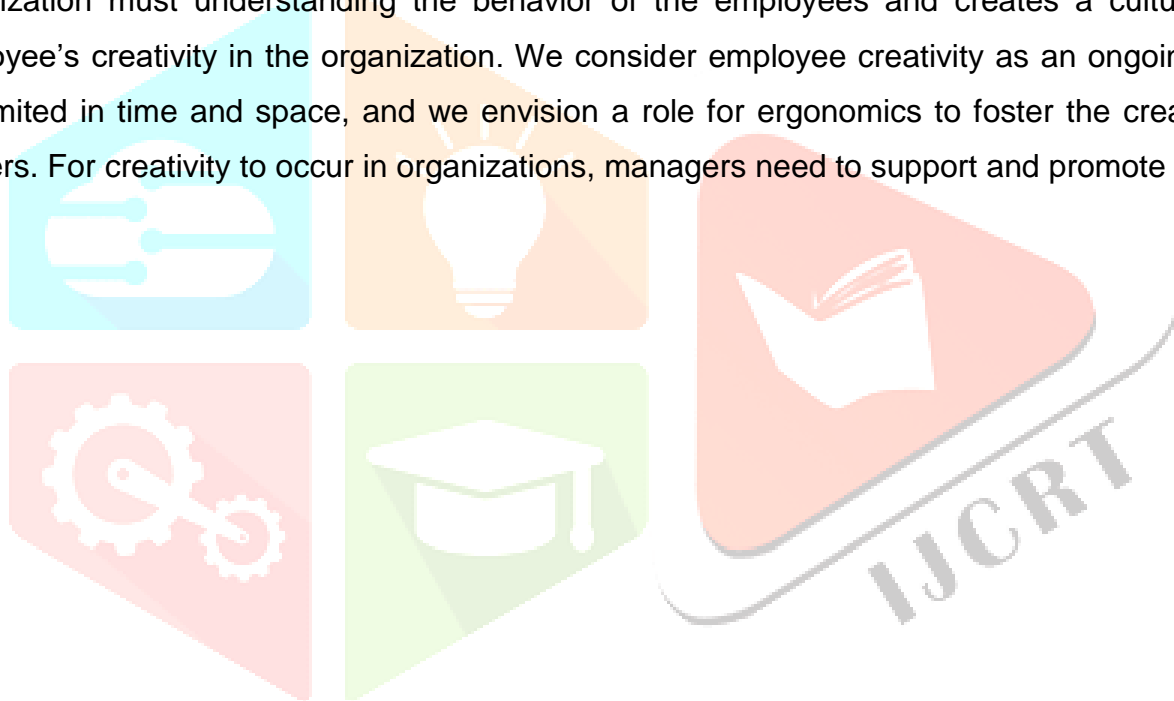 ization must understanding the behavior of the employees and creates a cultu
oyee's creativity in the organization. We consider employee creativity as an ongoin
mited in time and space, and we envision a role for ergonomics to foster the crea
ers. For creativity to occur in organizations, managers need to support and promote
IJCRT